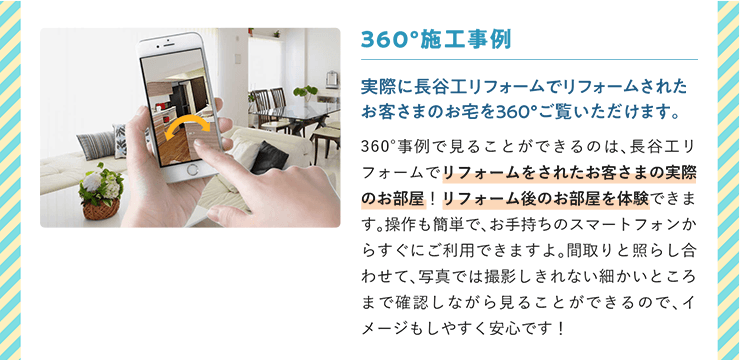 360°施工事例
実際に長谷工リフォームでリフォームされた
お客さまのお宅を360°ご覧いただけます。
360°事例で見ることができるのは、長谷工リ
フォームでリフォームをされたお客さまの実際
のお部屋！リフォーム後のお部屋を体験できま
す。操作も簡単で、お手持ちのスマートフォンか
らすぐにご利用できますよ。間取りと照らし合
わせて、写真では撮影しきれない細かいところ
まで確認しながら見ることができるので、イ
メージもしやすく安心です！